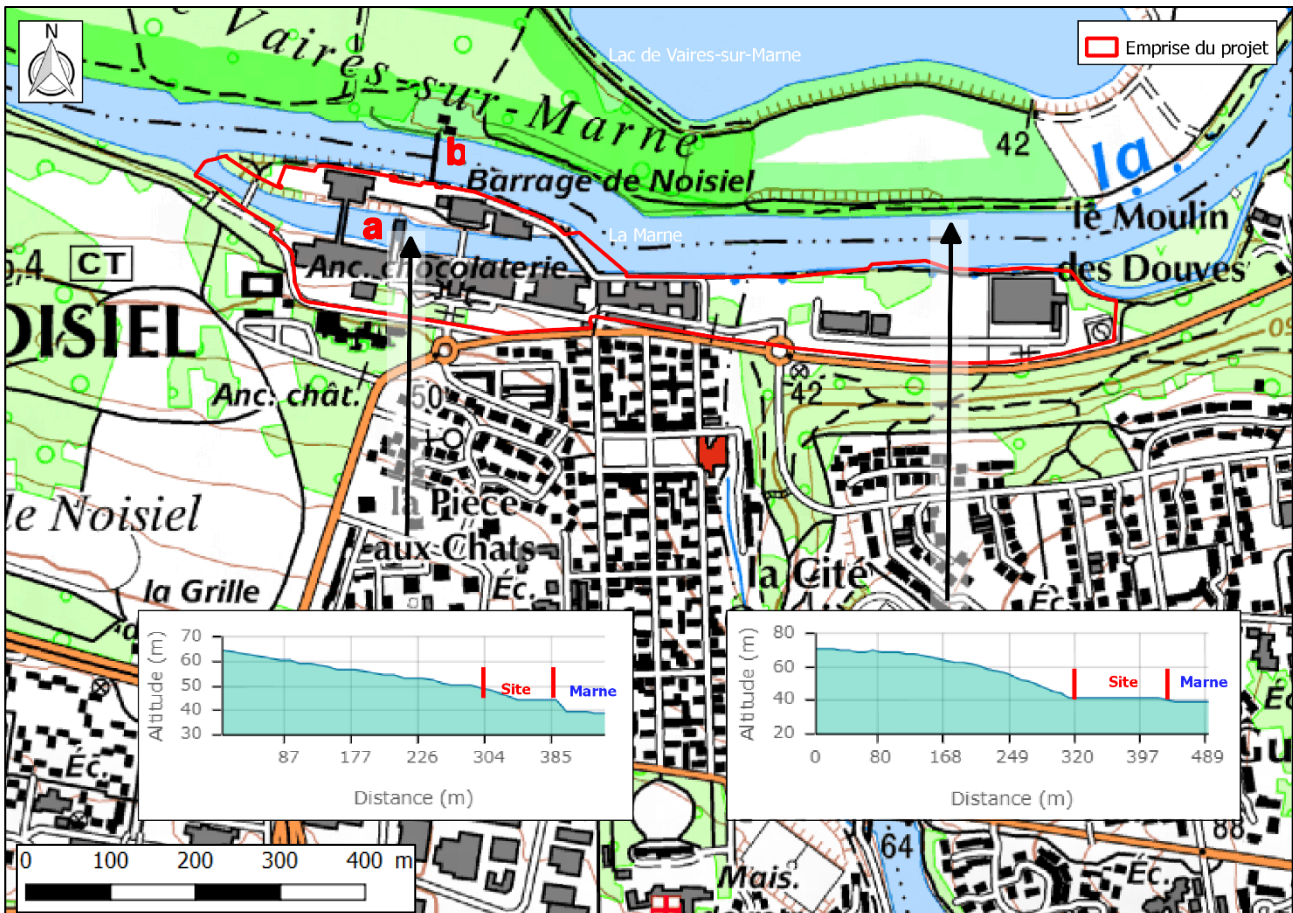 N
e Vaires-sur-Marne
Lac de Vaires-sur-Marne
Emprise du projet
42
la
b
Barrage de Noisiel
a
La Marne
le Moulin
des Douves
4
CT
Anc. chocolaterie
OISIEL
Anc. chât.
50
42
09
la Pièce
aux Chats
le Noisiel
la Grille
Éc.
la Cité
Éc.
Altitude (m)
70
60
50
40
30
Site
Marne
87
177
226
304
385
Distance (m)
Altitude (m)
80
60
40
20
Site
Marne
0
80
168
249
320
397
489
Distance (m)
Éc.
Éc.
88
64
Éc.
Mais.
0 100 200 300 400 m